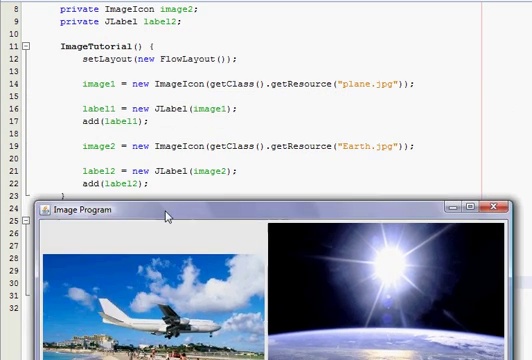 8 private ImageIcon image2;
9 private JLabel label2;
10
11 ImageTutorial() {
12 setLayout(new FlowLayout());
13
14 image1 = new ImageIcon(getClass().getResource("plane.jpg"));
15
16 label1 = new JLabel(image1);
17 add(label1);
18
19 image2 = new ImageIcon(getClass().getResource("Earth.jpg"));
20
21 label2 = new JLabel(image2);
22 add(label2);
23 }
24
25
26
27
28
29
30
31
32
Image Program